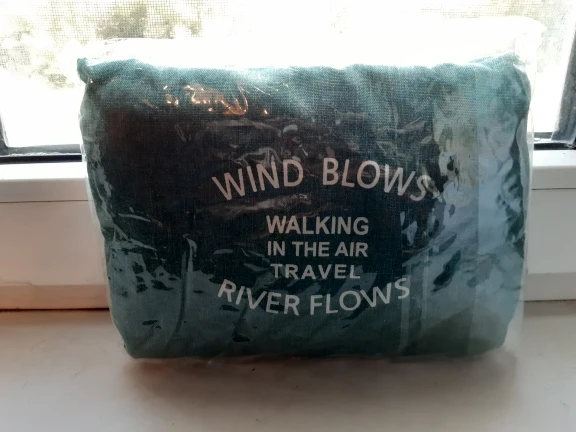 WIND BLOWS
WALKING
IN THE AIR
TRAVEL
RIVER FLOWS